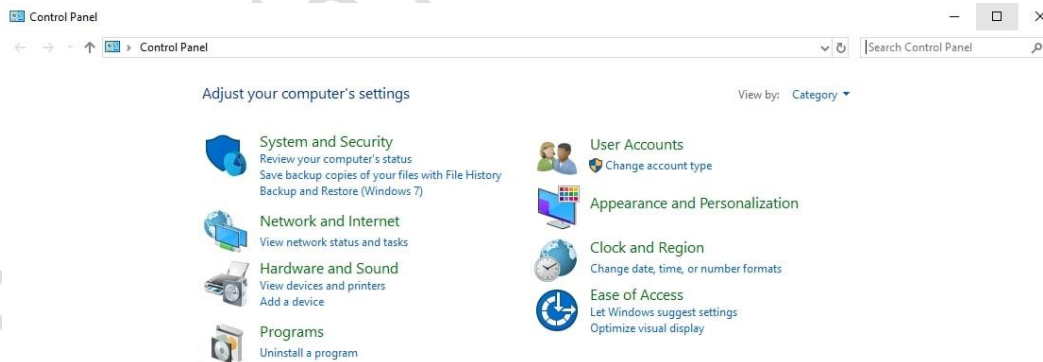 Control Panel
Control Panel
Search Control Panel
Adjust your computer's settings
View by: Category
System and Security
Review your computer's status
Save backup copies of your files with File History
Backup and Restore (Windows 7)
Network and Internet
View network status and tasks
Hardware and Sound
View devices and printers
Add a device
Programs
Uninstall a program
User Accounts
Change account type
Appearance and Personalization
Clock and Region
Change date, time, or number formats
Ease of Access
Let Windows suggest settings
Optimize visual display